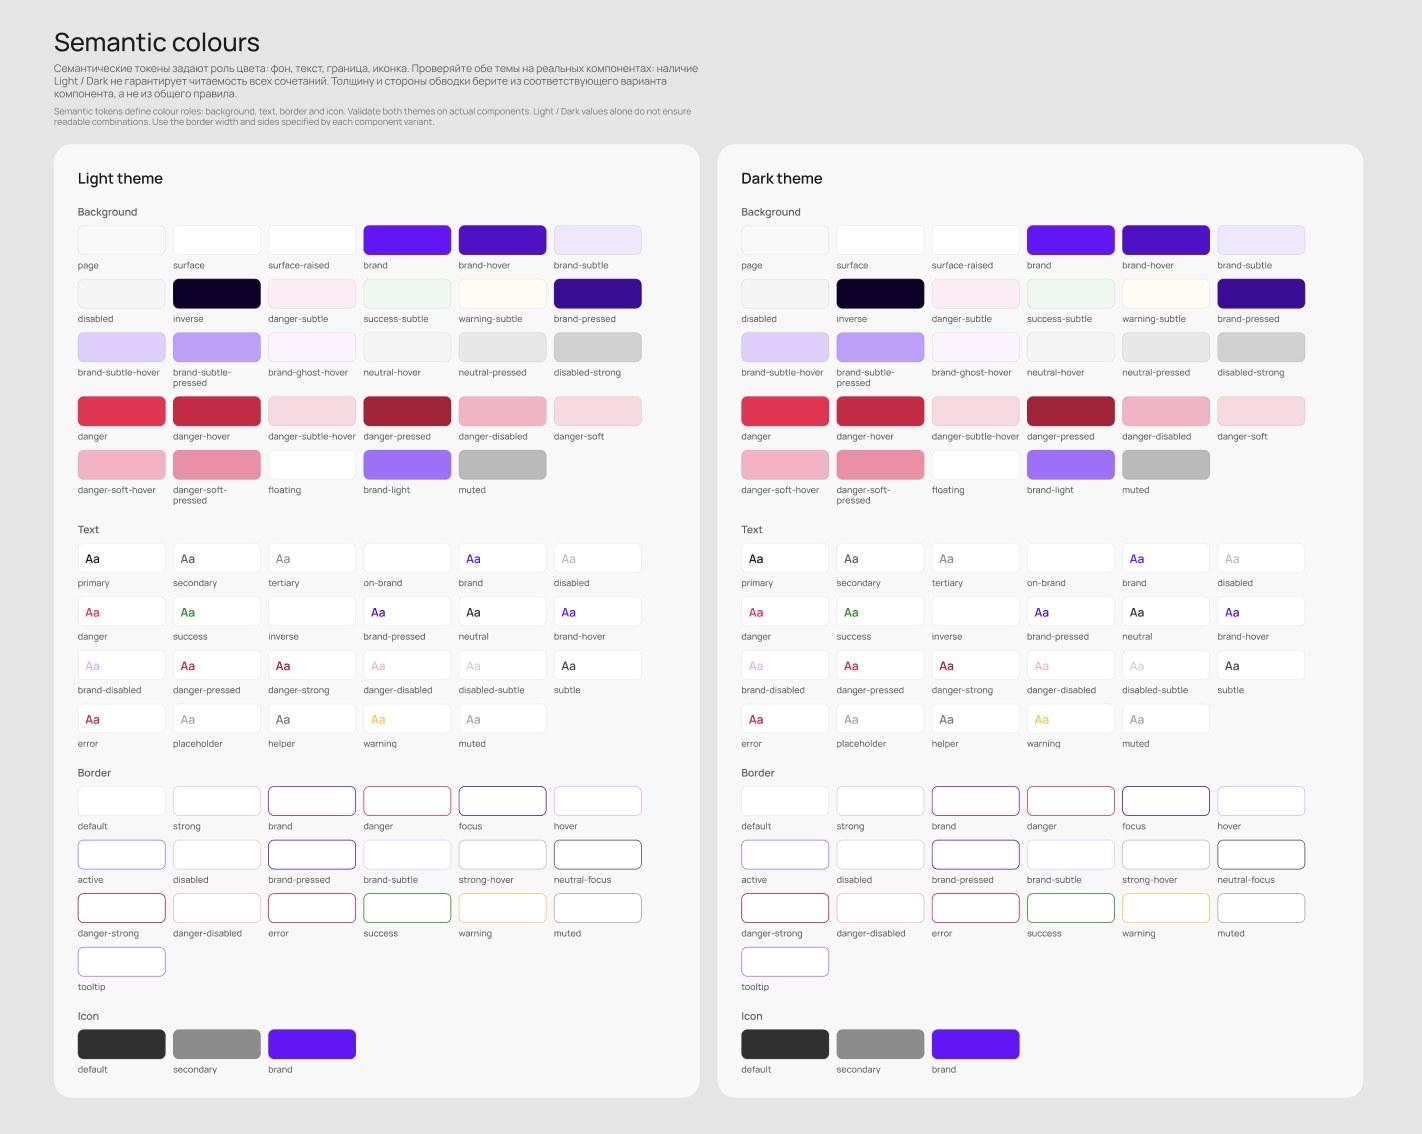 Semantic colours
Семантические токены задают роль цвета: фон, текст, граница, иконка. Проверяйте обе темы на реальных компонентах: наличие
Light / Dark не гарантирует читаемость всех сочетаний. Толщину и стороны обводки берите из соответствующего варианта
компонента, а не из общего правила.
Semantic tokens define colour roles: background, text, border and icon. Validate both themes on actual components. Light / Dark values alone do not ensure
readable combinations. Use the border width and sides specified by each component variant.
Light theme
Background
page surface surface-raised brand brand-hover brand-subtle
disabled inverse danger-subtle success-subtle warning-subtle brand-pressed
brand-subtle-hover brand-subtle-pressed brand-ghost-hover neutral-hover neutral-pressed disabled-strong
danger danger-hover danger-subtle-hover danger-pressed danger-disabled danger-soft
danger-soft-hover danger-soft-pressed floating brand-light muted
Text
Aa Aa Aa Aa Aa
primary secondary tertiary on-brand brand disabled
Aa Aa Aa Aa Aa
danger success inverse brand-pressed neutral brand-hover
Aa Aa Aa Aa Aa Aa
brand-disabled danger-pressed danger-strong danger-disabled disabled-subtle subtle
Aa Aa Aa Aa Aa
error placeholder helper warning muted
Border
default strong brand danger focus hover
active disabled brand-pressed brand-subtle strong-hover neutral-focus
danger-strong danger-disabled error success warning muted
tooltip
Icon
default secondary brand
Dark theme
Background
page surface surface-raised brand brand-hover brand-subtle
disabled inverse danger-subtle success-subtle warning-subtle brand-pressed
brand-subtle-hover brand-subtle-pressed brand-ghost-hover neutral-hover neutral-pressed disabled-strong
danger danger-hover danger-subtle-hover danger-pressed danger-disabled danger-soft
danger-soft-hover danger-soft-pressed floating brand-light muted
Text
Aa Aa Aa Aa Aa
primary secondary tertiary on-brand brand disabled
Aa Aa Aa Aa Aa
danger success inverse brand-pressed neutral brand-hover
Aa Aa Aa Aa Aa Aa
brand-disabled danger-pressed danger-strong danger-disabled disabled-subtle subtle
Aa Aa Aa Aa Aa
error placeholder helper warning muted
Border
default strong brand danger focus hover
active disabled brand-pressed brand-subtle strong-hover neutral-focus
danger-strong danger-disabled error success warning muted
tooltip
Icon
default secondary brand